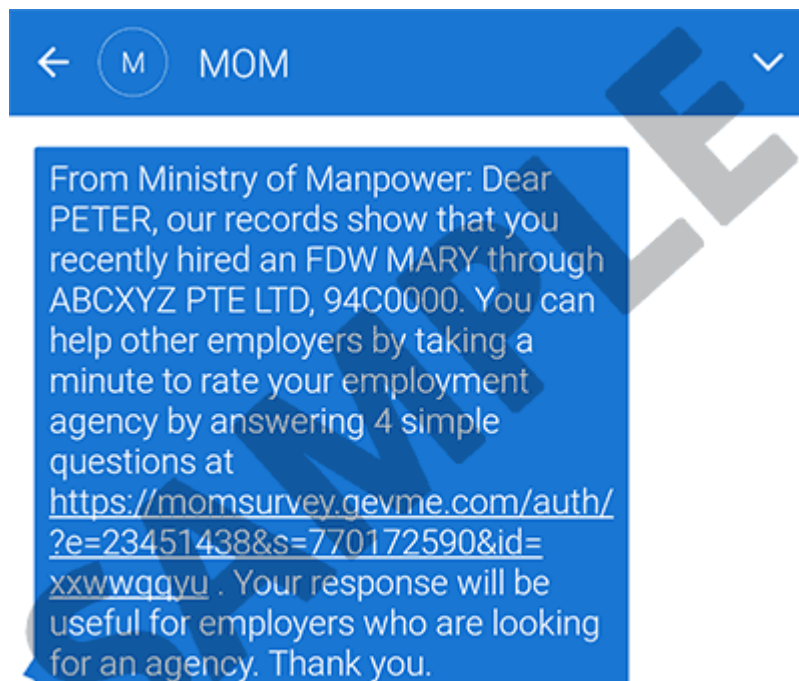 M MOM
From Ministry of Manpower: Dear
PETER, our records show that you
recently hired an FDW MARY through
ABCXYZ PTE LTD, 94C0000. You can
help other employers by taking a
minute to rate your employment
agency by answering 4 simple
questions at
https://momsurvey.gevme.com/auth/
?e=23451438&s=770172590&id=
xxwwqqyu . Your response will be
useful for employers who are looking
for an agency. Thank you.
SAMPLE